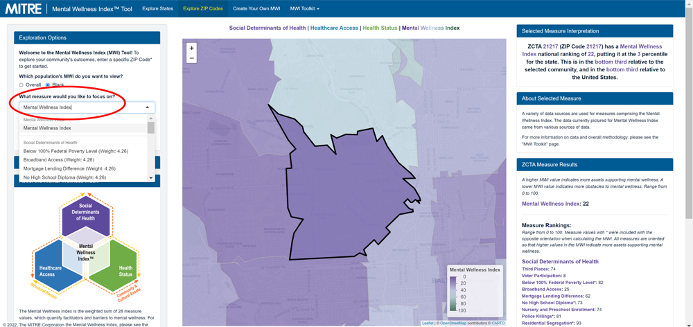 MITRE | Mental Wellness Index™ Tool
Explore States
Explore ZIP Codes
Create Your Own MWI
MWI Toolkit
Exploration Options
Welcome to the Mental Wellness Index (MWI) Tool! To
explore your community's outcomes, enter a specific ZIP Code*
to get started.
Which population's MWI do you want to view?
Overall
Black
What measure would you like to focus on?
Mental Wellness Index
Mental Wellness Index
Mental Wellness Index
Social Determinants of Health
Below 100% Federal Poverty Level (Weight: 4.26)
Broadband Access (Weight: 4.26)
Mortgage Lending Difference (Weight: 4.26)
No High School Diploma (Weight: 4.26)
Social
Determinants
of Health
Mental
Wellness
Index™
Healthcare
Access
Health
Status
The Mental Wellness Index is the weighted sum of 28 measure
values, which quantify facilitators and barriers to mental wellness. For
© 2022, The MITRE Corporation
the Mental Wellness Index, please see the
Social Determinants of Health | Healthcare Access | Health Status | Mental Wellness Index
+
−
Mental Wellness Index
0
20
40
60
80
100
Leaflet | © OpenStreetMap contributors © CARTO
Selected Measure Interpretation
ZCTA 21217 (ZIP Code 21217) has a Mental Wellness
Index national ranking of 22, putting it at the 3 percentile
for the state. This is in the bottom third relative to the
selected community, and in the bottom third relative to
the United States.
About Selected Measure
A variety of data sources are used for measures comprising the Mental
Wellness Index. The data currently pictured for Mental Wellness Index
came from various sources of data.
For more information on data and overall methodology, please see the
"MWI Toolkit" page.
ZCTA Measure Results
A higher MWI value indicates more assets supporting mental wellness. A
lower MWI value indicates more obstacles to mental wellness. Range from
0 to 100.
Mental Wellness Index: 22
Measure Rankings:
Range from 0 to 100. Measure values with * were included with the
opposite orientation when calculating the MWI. All measures are oriented
so that higher values in the MWI indicate more assets supporting mental
wellness.
Social Determinants of Health
Third Places: 74
Voter Participation: 6
Below 100% Federal Poverty Level*: 82
Broadband Access: 25
Mortgage Lending Difference: 62
No High School Diploma*: 73
Nursery and Preschool Enrollment: 74
Police Killings*: 81
Residential Segregation*: 93